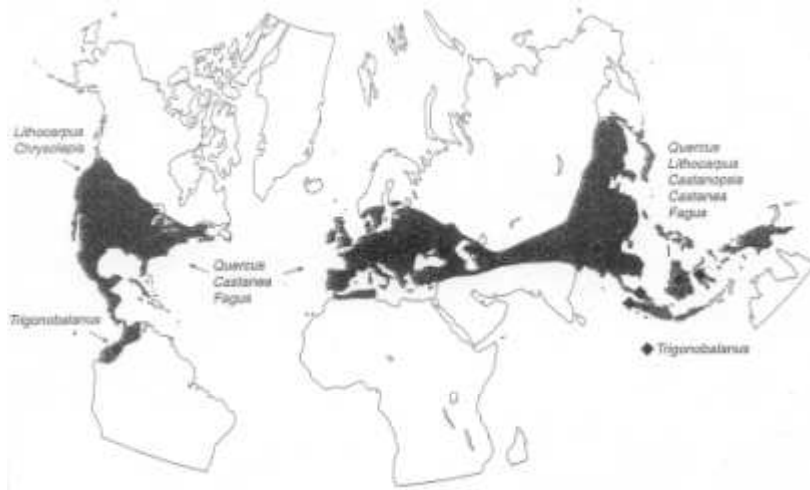 Lithocarpus
Chrysolepis
Quercus
Castanea
Fagus
Trigonobalanus
Quercus
Lithocarpus
Castanopsis
Castanea
Fagus
Trigonobalanus